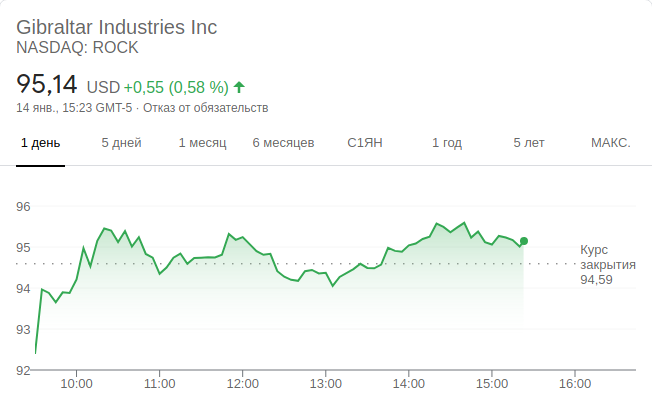 Gibraltar Industries Inc
NASDAQ: ROCK
95,14 USD +0,55 (0,58 %)
14 янв., 15:23 GMT-5 · Отказ от обязательств
1 день 5 дней 1 месяц 6 месяцев С1ЯН 1 год 5 лет МАКС.
96
95
94
93
92
Курс
закрытия
94,59
10:00 11:00 12:00 13:00 14:00 15:00 16:00